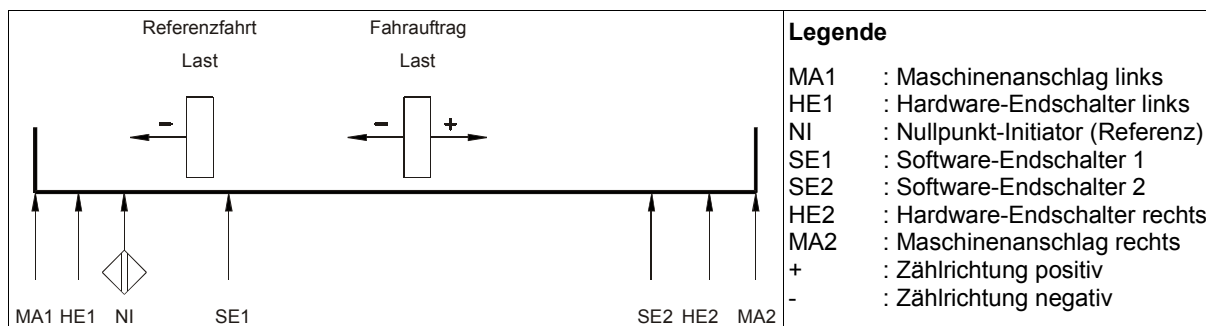 Referenzfahrt Fahrauftrag
Last Last
- - +
MA1 HE1 NI SE1 SE2 HE2 MA2
Legende
MA1 : Maschinenanschlag links
HE1 : Hardware-Endschalter links
NI : Nullpunkt-Initiator (Referenz)
SE1 : Software-Endschalter 1
SE2 : Software-Endschalter 2
HE2 : Hardware-Endschalter rechts
MA2 : Maschinenanschlag rechts
+ : Zählrichtung positiv
- : Zählrichtung negativ